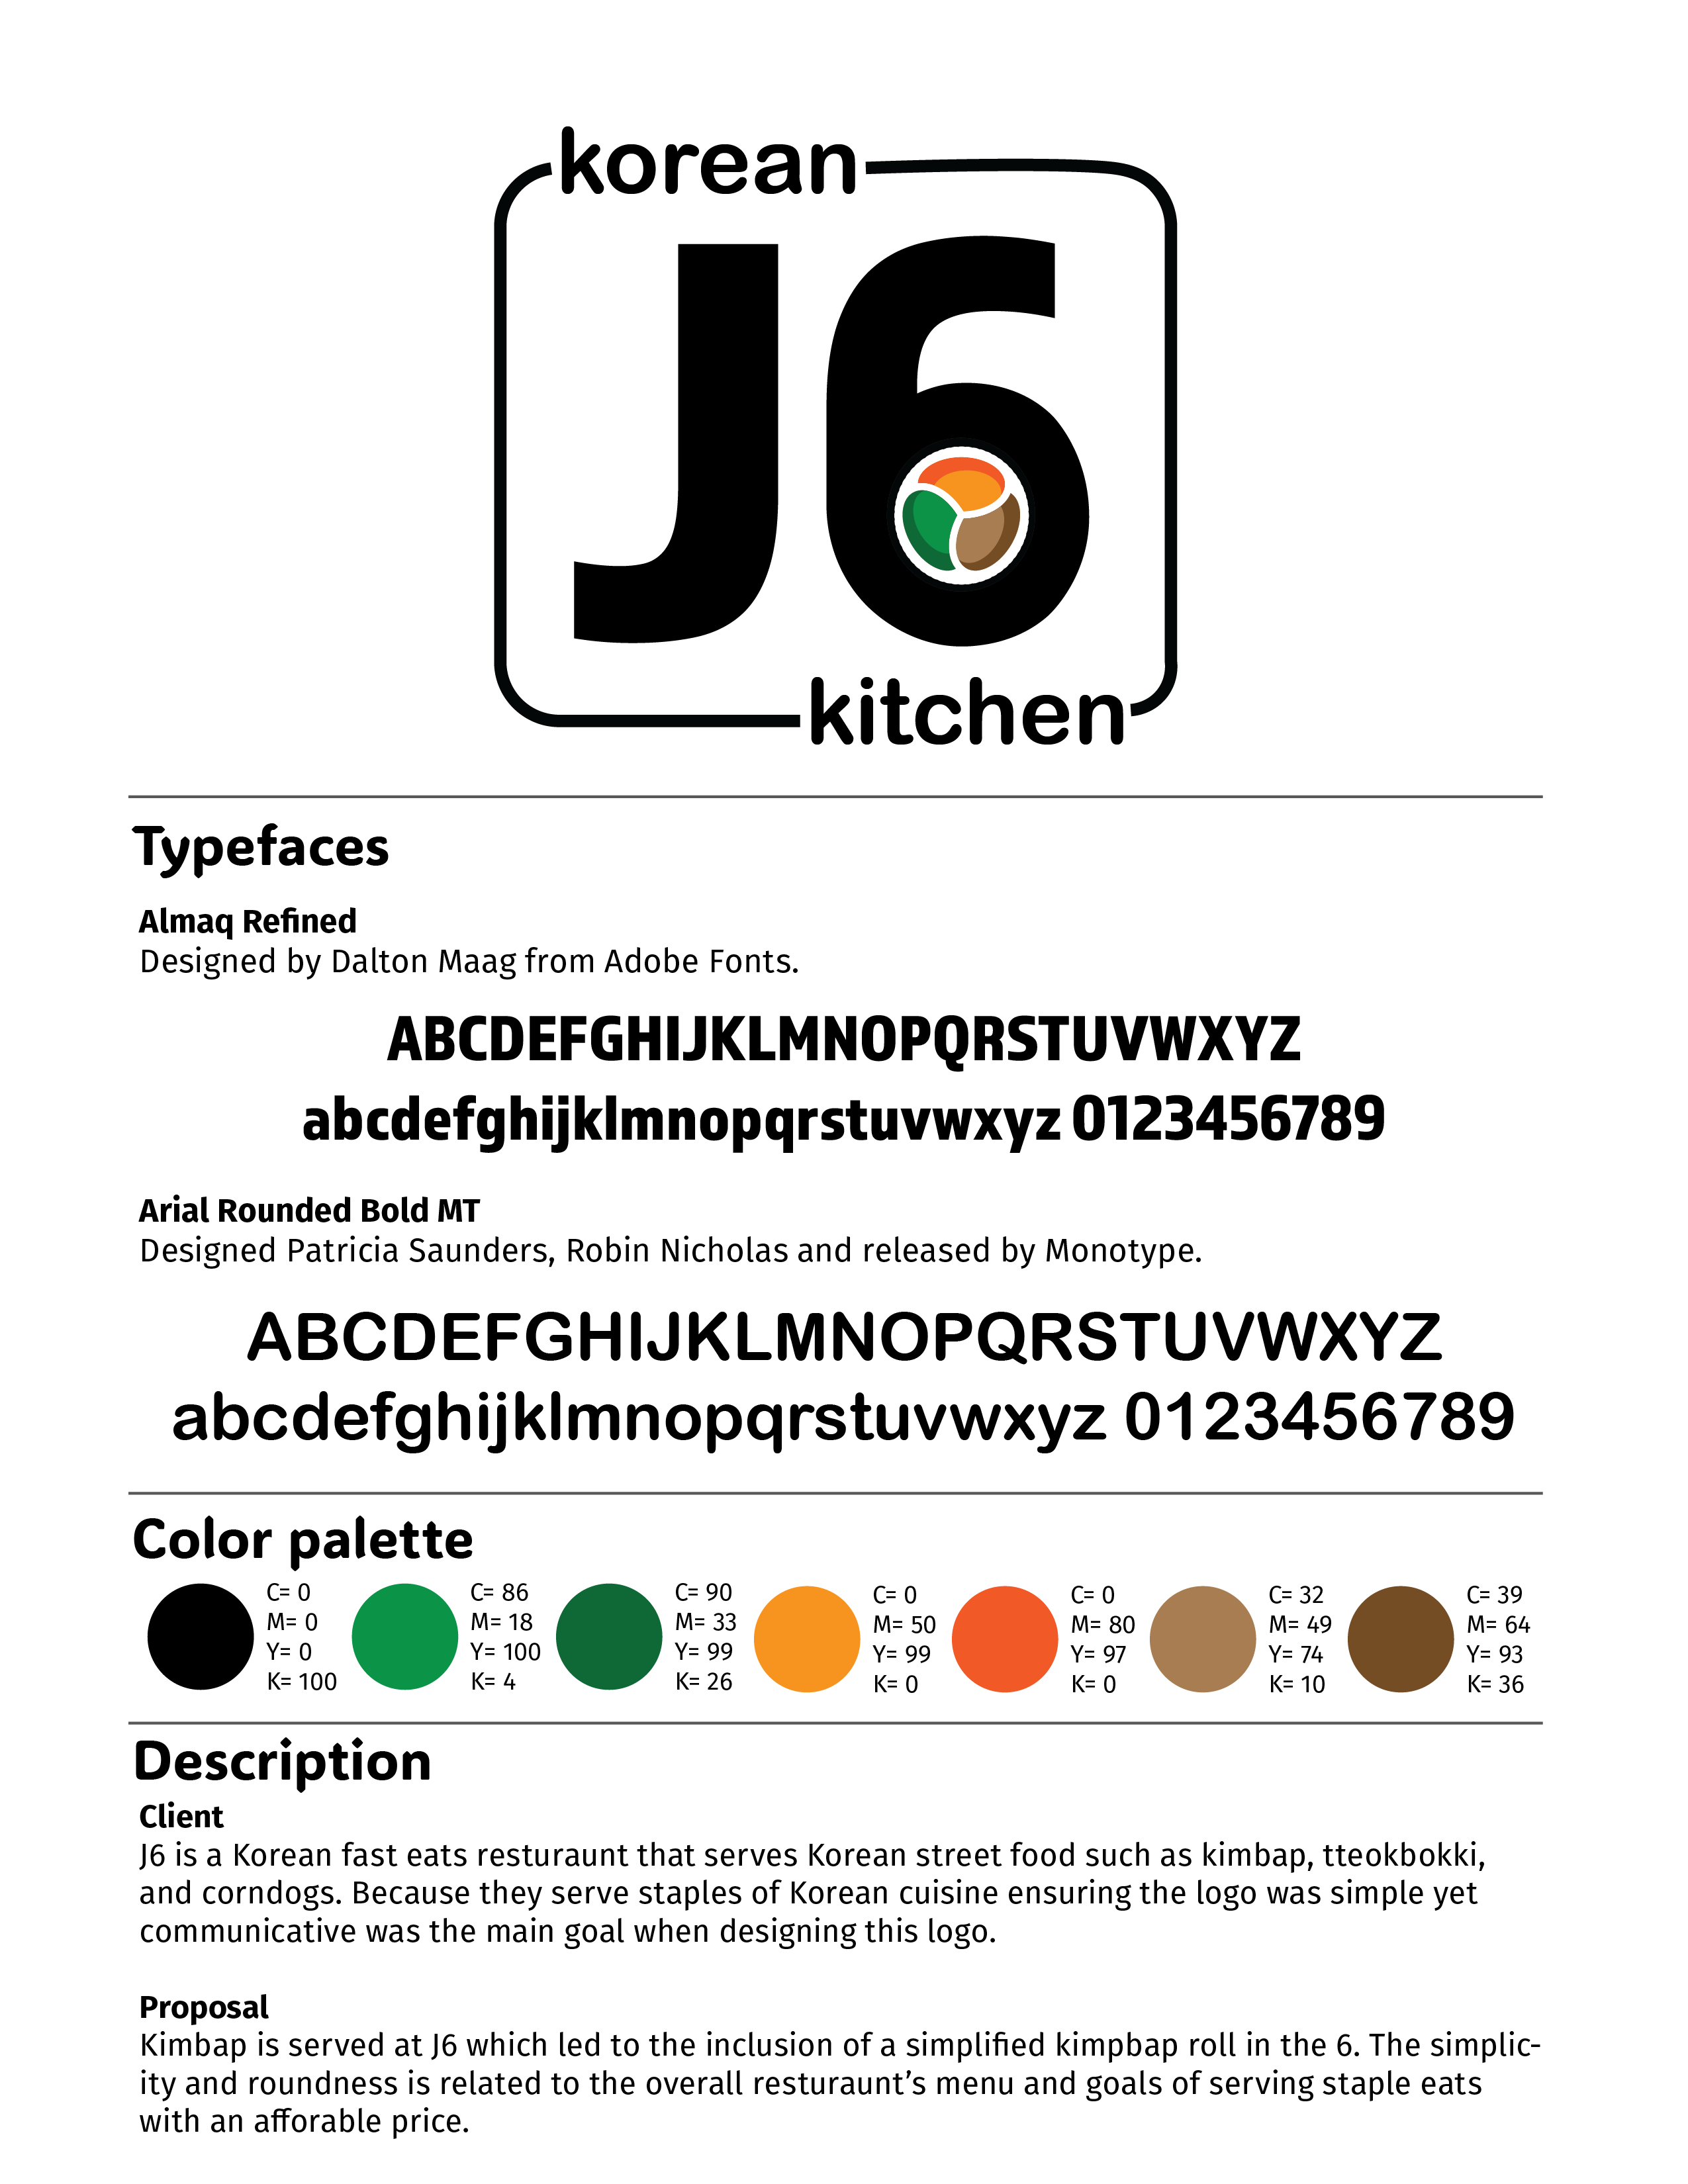 korean
J6
kitchen
Typefaces
Almaq Refined
Designed by Dalton Maag from Adobe Fonts.
ABCDEFGHIJKLMNOPQRSTUVWXYZ
abcdefghijklmnopqrstuvwxyz 0123456789
Arial Rounded Bold MT
Designed Patricia Saunders, Robin Nicholas and released by Monotype.
ABCDEFGHIJKLMNOPQRSTUVWXYZ
abcdefghijklmnopqrstuvwxyz 0123456789
Color palette
C= 0
M= 0
Y= 0
K= 100
C= 86
M= 18
Y= 100
K= 4
C= 90
M= 33
Y= 99
K= 26
C= 0
M= 50
Y= 99
K= 0
C= 0
M= 80
Y= 97
K= 0
C= 32
M= 49
Y= 74
K= 10
C= 39
M= 64
Y= 93
K= 36
Description
Client
J6 is a Korean fast eats resturaunt that serves Korean street food such as kimbap, tteokbokki,
and corndogs. Because they serve staples of Korean cuisine ensuring the logo was simple yet
communicative was the main goal when designing this logo.
Proposal
Kimbap is served at J6 which led to the inclusion of a simplified kimpbap roll in the 6. The simplic-
ity and roundness is related to the overall resturaunt’s menu and goals of serving staple eats
with an afforable price.